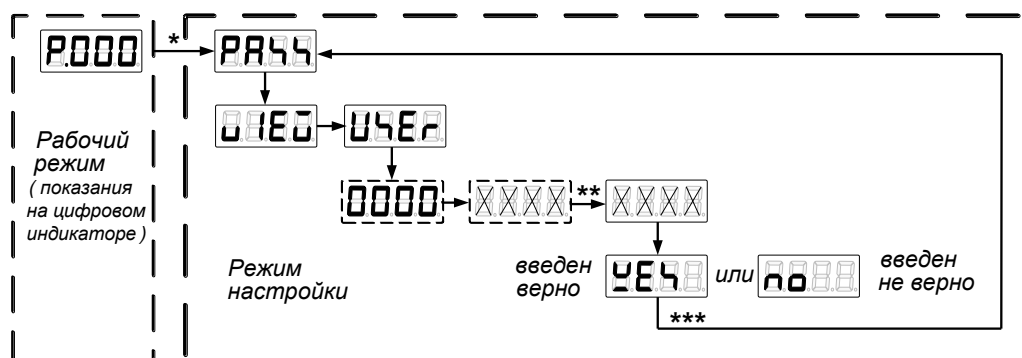 P.000
*
PASS
Рабочий
режим
( показания
на цифровом
индикаторе )
viEW
USEr
0000
XXXX
**
XXXX
Режим
настройки
введен
верно
YES
или
no
введен
не верно
***